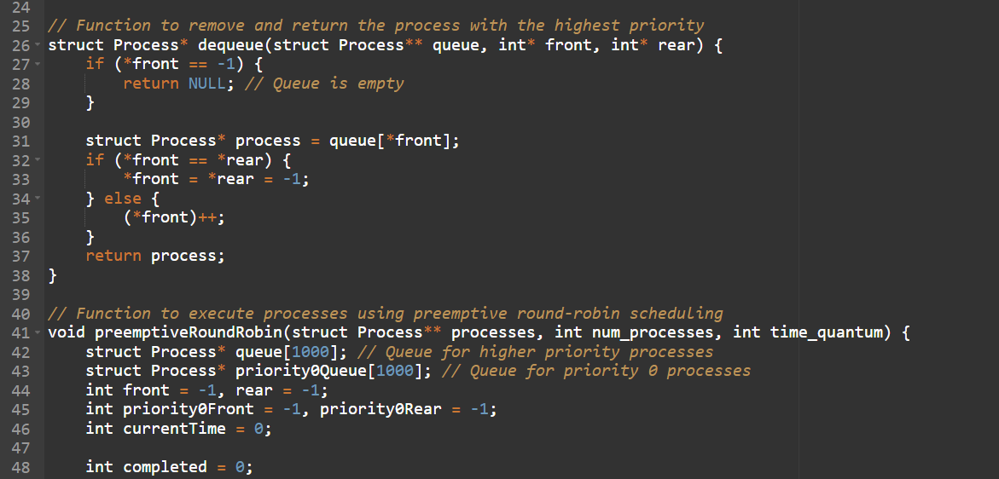 24
25 // Function to remove and return the process with the highest priority
26 struct Process* dequeue(struct Process** queue, int* front, int* rear) {
27     if (*front == -1) {
28         return NULL; // Queue is empty
29     }
30
31     struct Process* process = queue[*front];
32     if (*front == *rear) {
33         *front = *rear = -1;
34     } else {
35         (*front)++;
36     }
37     return process;
38 }
39
40 // Function to execute processes using preemptive round-robin scheduling
41 void preemptiveRoundRobin(struct Process** processes, int num_processes, int time_quantum) {
42     struct Process* queue[1000]; // Queue for higher priority processes
43     struct Process* priority0Queue[1000]; // Queue for priority 0 processes
44     int front = -1, rear = -1;
45     int priority0Front = -1, priority0Rear = -1;
46     int currentTime = 0;
47
48     int completed = 0;